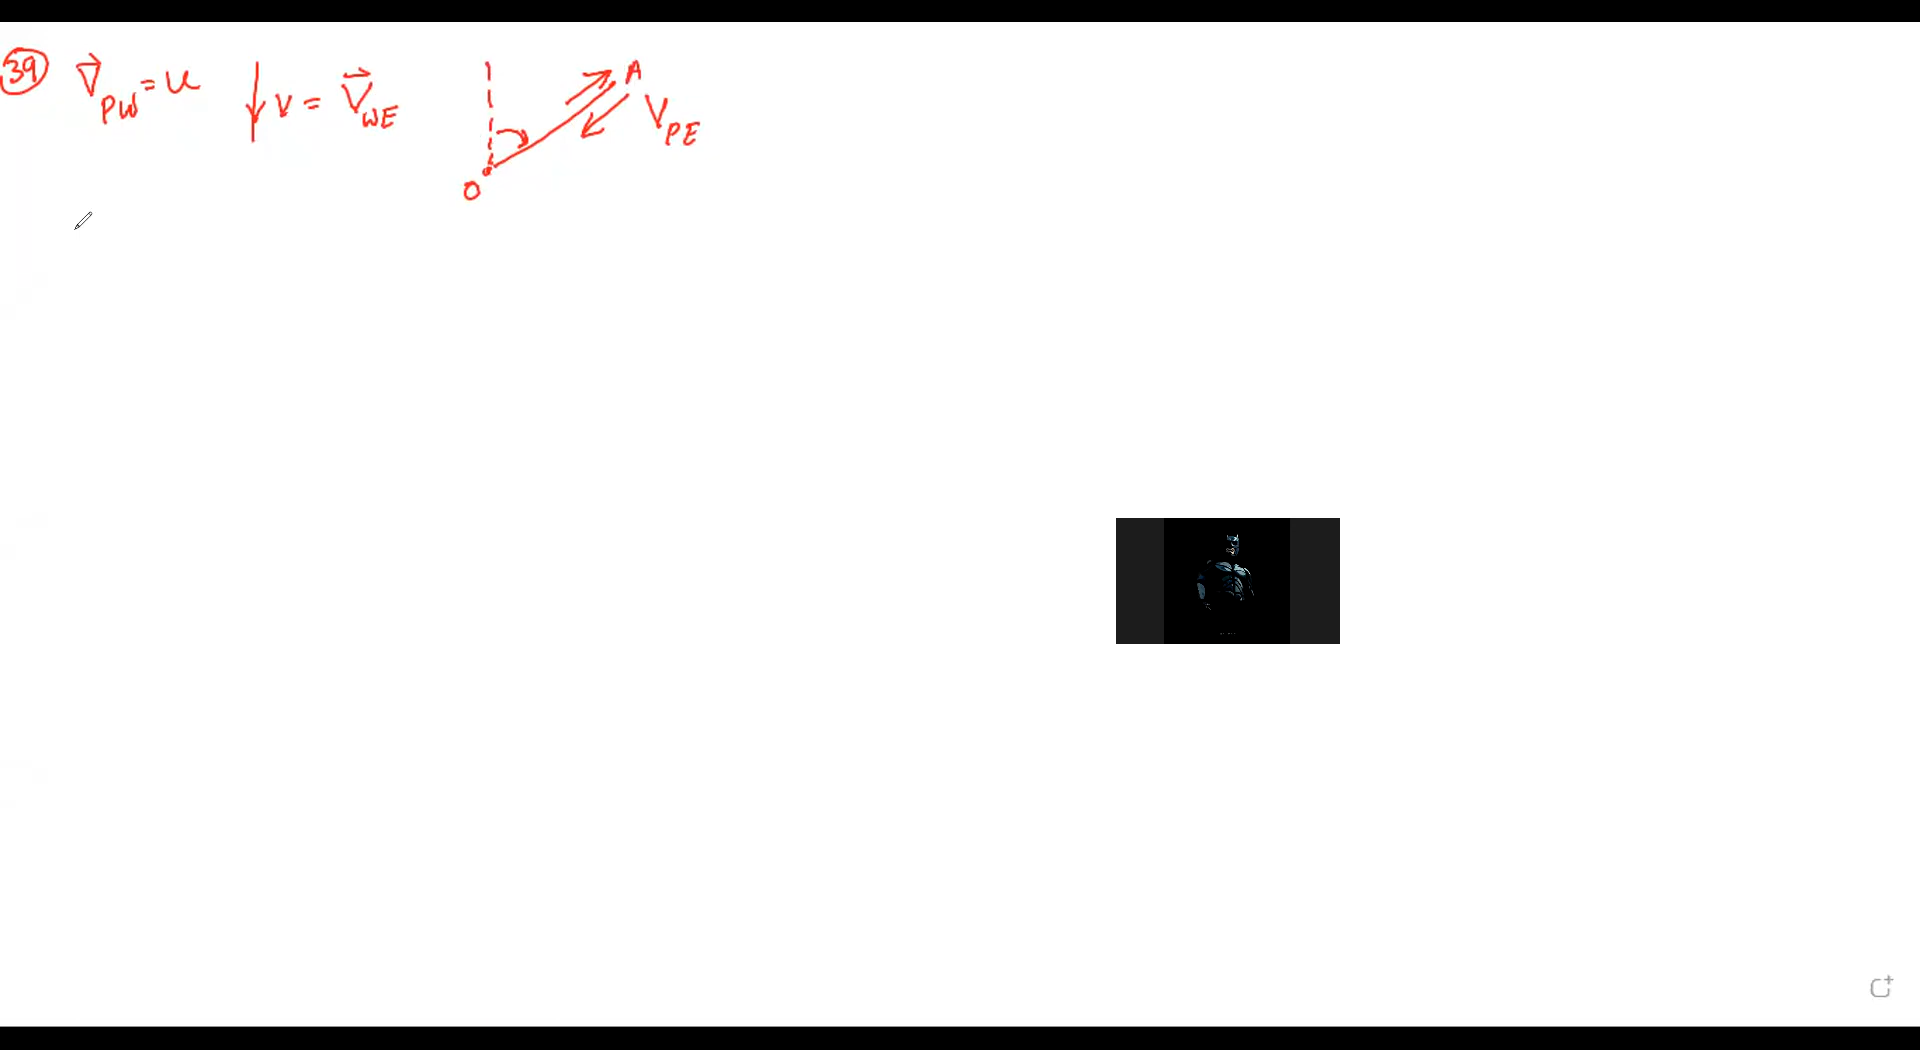 39 V⃗PW = u v = V⃗WE A VPE
O